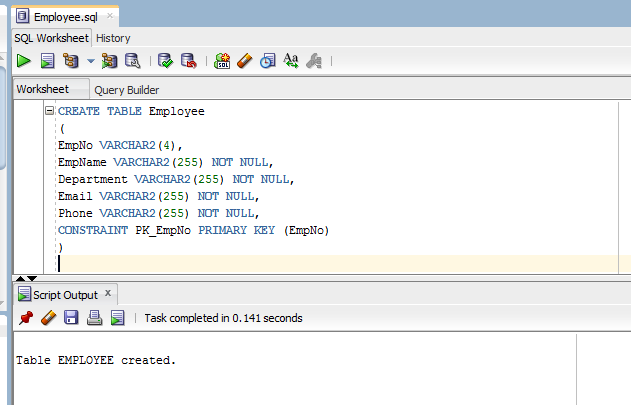 Employee.sql
SQL Worksheet History
SQL
Aa
Worksheet Query Builder
CREATE TABLE Employee
(
EmpNo VARCHAR2(4),
EmpName VARCHAR2(255) NOT NULL,
Department VARCHAR2(255) NOT NULL,
Email VARCHAR2(255) NOT NULL,
Phone VARCHAR2(255) NOT NULL,
CONSTRAINT PK_EmpNo PRIMARY KEY (EmpNo)
)
Script Output x
Task completed in 0.141 seconds
Table EMPLOYEE created.